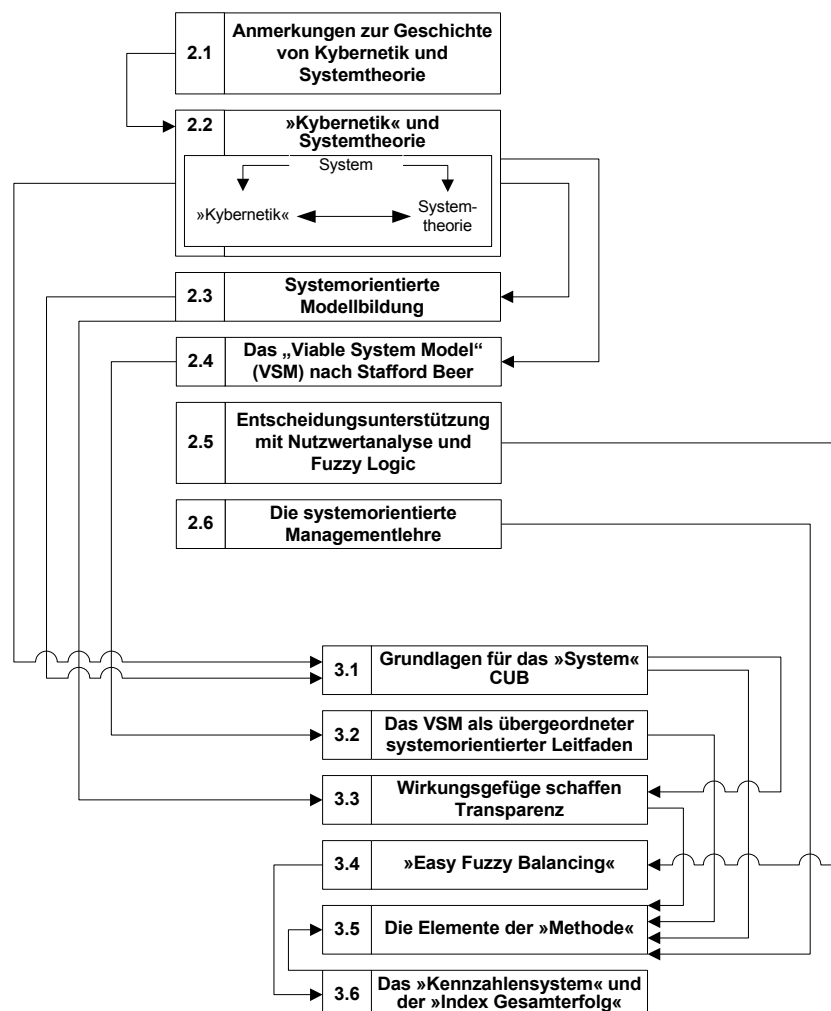 2.1
Anmerkungen zur Geschichte
von Kybernetik und
Systemtheorie
2.2
»Kybernetik« und
Systemtheorie
System
»Kybernetik«
System-
theorie
2.3
Systemorientierte
Modellbildung
2.4
Das „Viable System Model“
(VSM) nach Stafford Beer
2.5
Entscheidungsunterstützung
mit Nutzwertanalyse und
Fuzzy Logic
2.6
Die systemorientierte
Managementlehre
3.1
Grundlagen für das »System«
CUB
3.2
Das VSM als übergeordneter
systemorientierter Leitfaden
3.3
Wirkungsgefüge schaffen
Transparenz
3.4
»Easy Fuzzy Balancing«
3.5
Die Elemente der »Methode«
3.6
Das »Kennzahlensystem« und
der »Index Gesamterfolg«